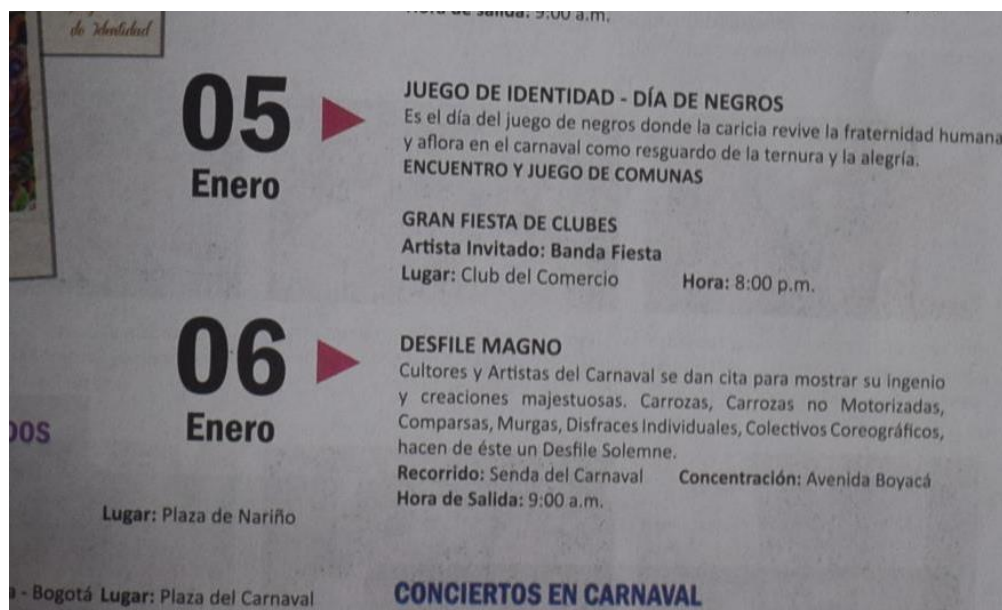 de Identidad
9:00 a.m.
05
Enero
JUEGO DE IDENTIDAD - DÍA DE NEGROS
Es el día del juego de negros donde la caricia revive la fraternidad humana
y aflora en el carnaval como resguardo de la ternura y la alegría.
ENCUENTRO Y JUEGO DE COMUNAS
GRAN FIESTA DE CLUBES
Artista Invitado: Banda Fiesta
Lugar: Club del Comercio Hora: 8:00 p.m.
06
Enero
DESFILE MAGNO
Cultores y Artistas del Carnaval se dan cita para mostrar su ingenio
y creaciones majestuosas. Carrozas, Carrozas no Motorizadas,
Comparsas, Murgas, Disfraces Individuales, Colectivos Coreográficos,
hacen de éste un Desfile Solemne.
Recorrido: Senda del Carnaval Concentración: Avenida Boyacá
Hora de Salida: 9:00 a.m.
Lugar: Plaza de Nariño
- Bogotá Lugar: Plaza del Carnaval
CONCIERTOS EN CARNAVAL